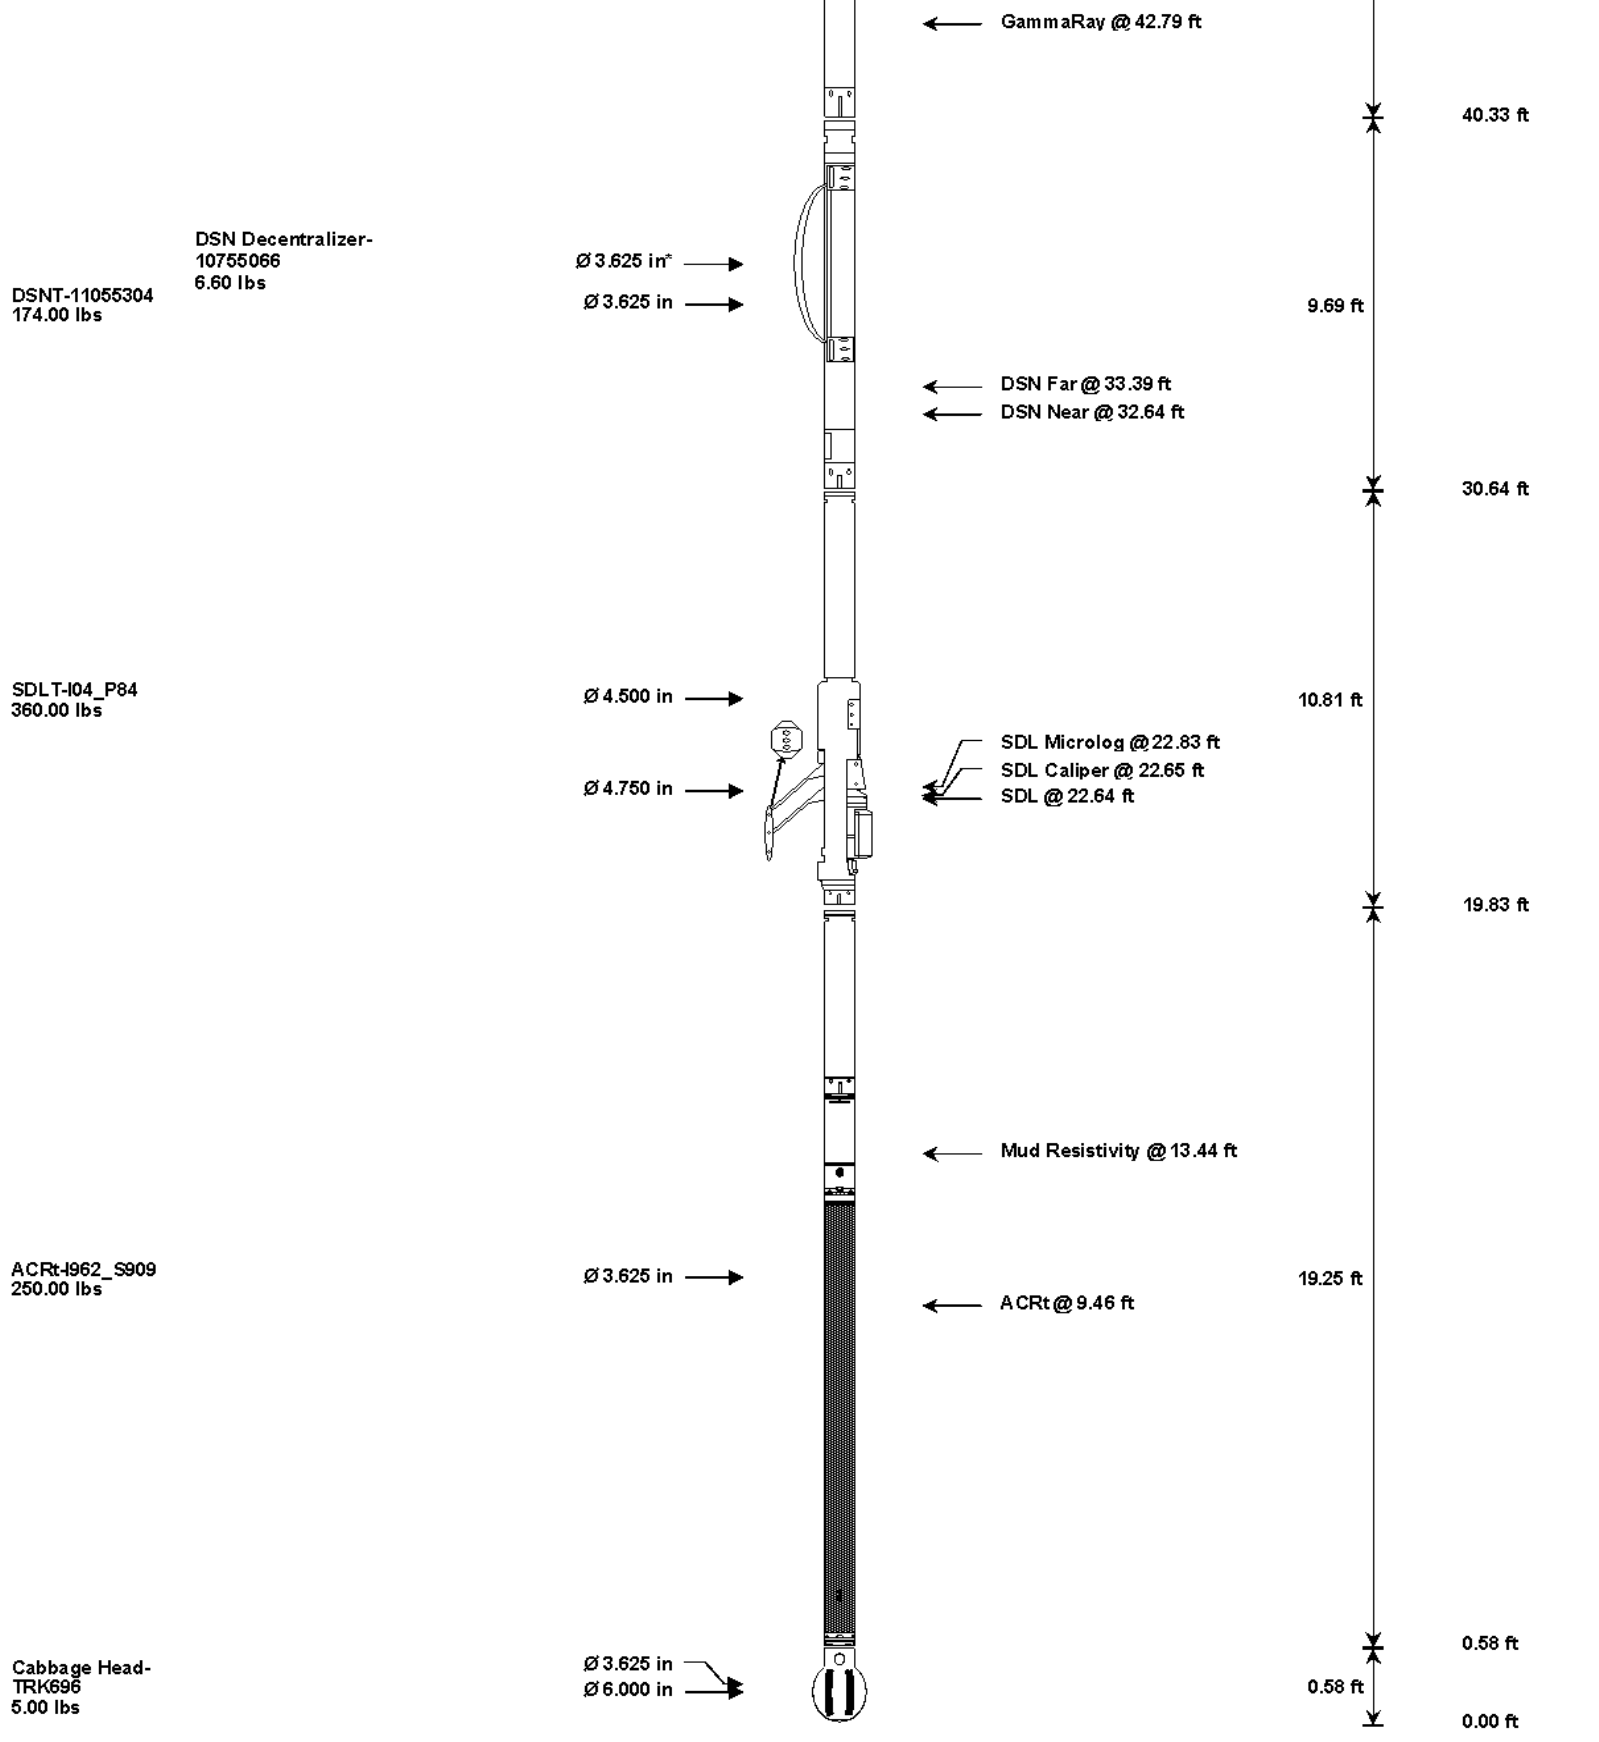 GammaRay @ 42.79 ft
40.33 ft
DSN Decentralizer-
10755066
6.60 lbs
Ø 3.625 in*
DSNT-11055304
174.00 lbs
Ø 3.625 in
9.69 ft
DSN Far @ 33.39 ft
DSN Near @ 32.64 ft
30.64 ft
SDLT-I04_P84
360.00 lbs
Ø 4.500 in
10.81 ft
SDL Microlog @ 22.83 ft
SDL Caliper @ 22.65 ft
Ø 4.750 in
SDL @ 22.64 ft
19.83 ft
Mud Resistivity @ 13.44 ft
ACRt-I962_S909
250.00 lbs
Ø 3.625 in
19.25 ft
ACRt @ 9.46 ft
0.58 ft
Cabbage Head-
TRK696
5.00 lbs
Ø 3.625 in
Ø 6.000 in
0.58 ft
0.00 ft